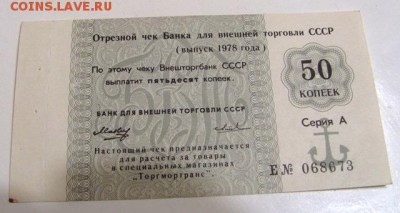 COINS.LAVE.RU
Отрезной чек Банка для внешней торговли СССР
(выпуск 1978 года)
По этому чеку Внешторгбанк СССР
выплатит пятьдесят копеек.
50
КОПЕЕК
БАНК ДЛЯ ВНЕШНЕЙ ТОРГОВЛИ СССР
Серия А
Настоящий чек предназначается
для расчета за товары
в специальных магазинах
"Торгмортранс".
Е № 068673